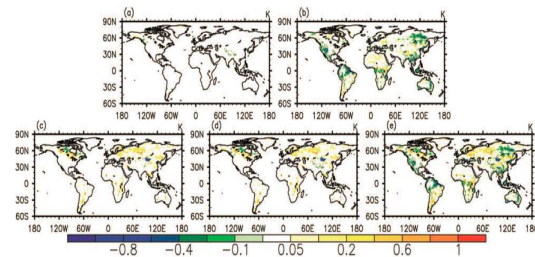 (a) K (b) K
90N 90N
60N 60N
30N 30N
0 0
30S 30S
60S 60S
180 120W 60W 0 60E 120E 180 180 120W 60W 0 60E 120E 180
(c) K (d) K (e) K
90N 90N 90N
60N 60N 60N
30N 30N 30N
0 0 0
30S 30S 30S
60S 60S 60S
180 120W 60W 0 60E 120E 180 180 120W 60W 0 60E 120E 180 180 120W 60W 0 60E 120E 180
−0.8 −0.4 −0.1 0.05 0.2 0.6 1